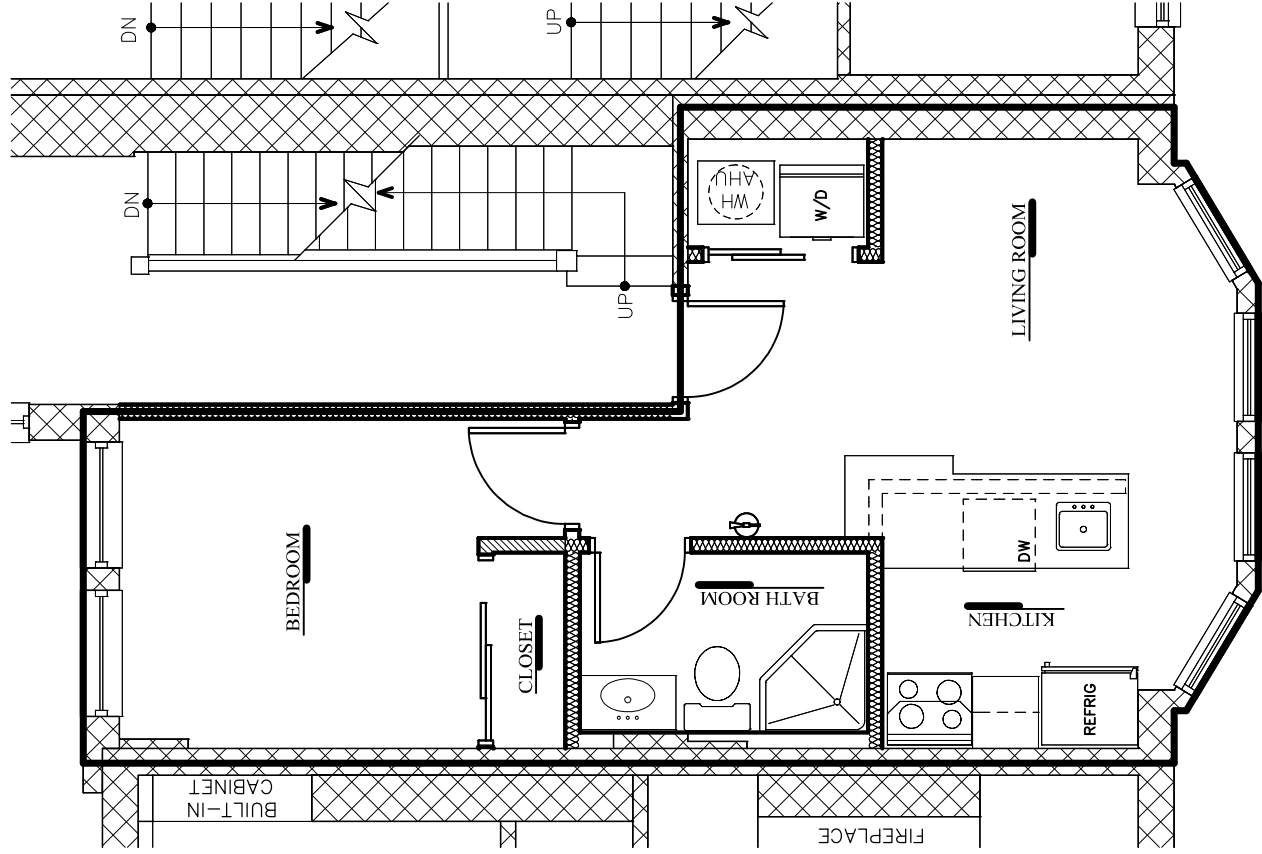 DN
UP
DN
UP
WH
AHU
W/D
LIVING ROOM
BEDROOM
CLOSET
BATH ROOM
DW
KITCHEN
REFRIG
BUILT-IN
CABINET
FIREPLACE